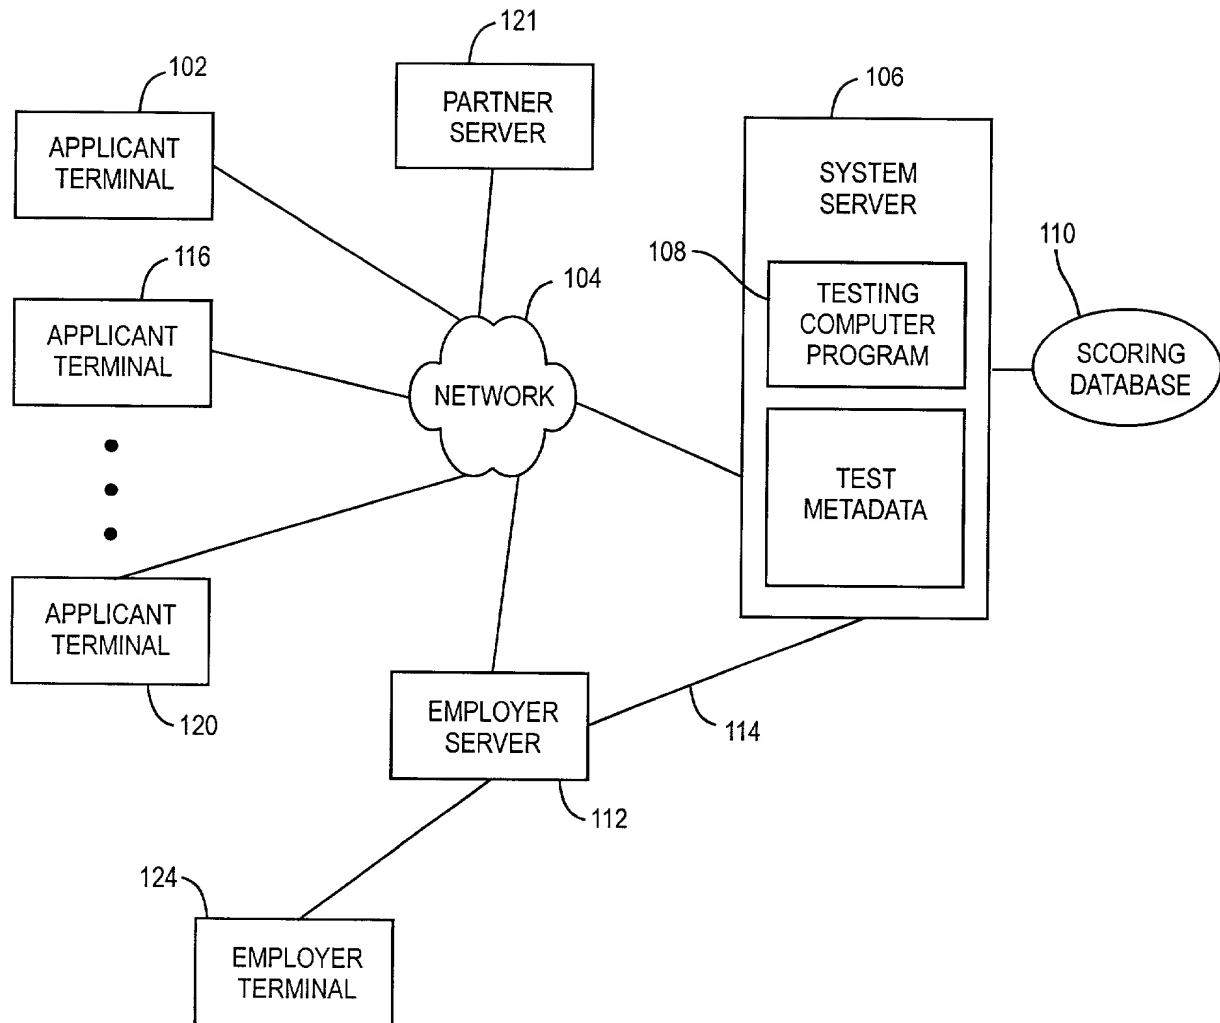 121
102
106
PARTNER
SERVER
APPLICANT
TERMINAL
SYSTEM
SERVER
110
116
108
104
TESTING
COMPUTER
PROGRAM
APPLICANT
TERMINAL
SCORING
DATABASE
NETWORK
TEST
METADATA
APPLICANT
TERMINAL
120
EMPLOYER
SERVER
114
112
124
EMPLOYER
TERMINAL